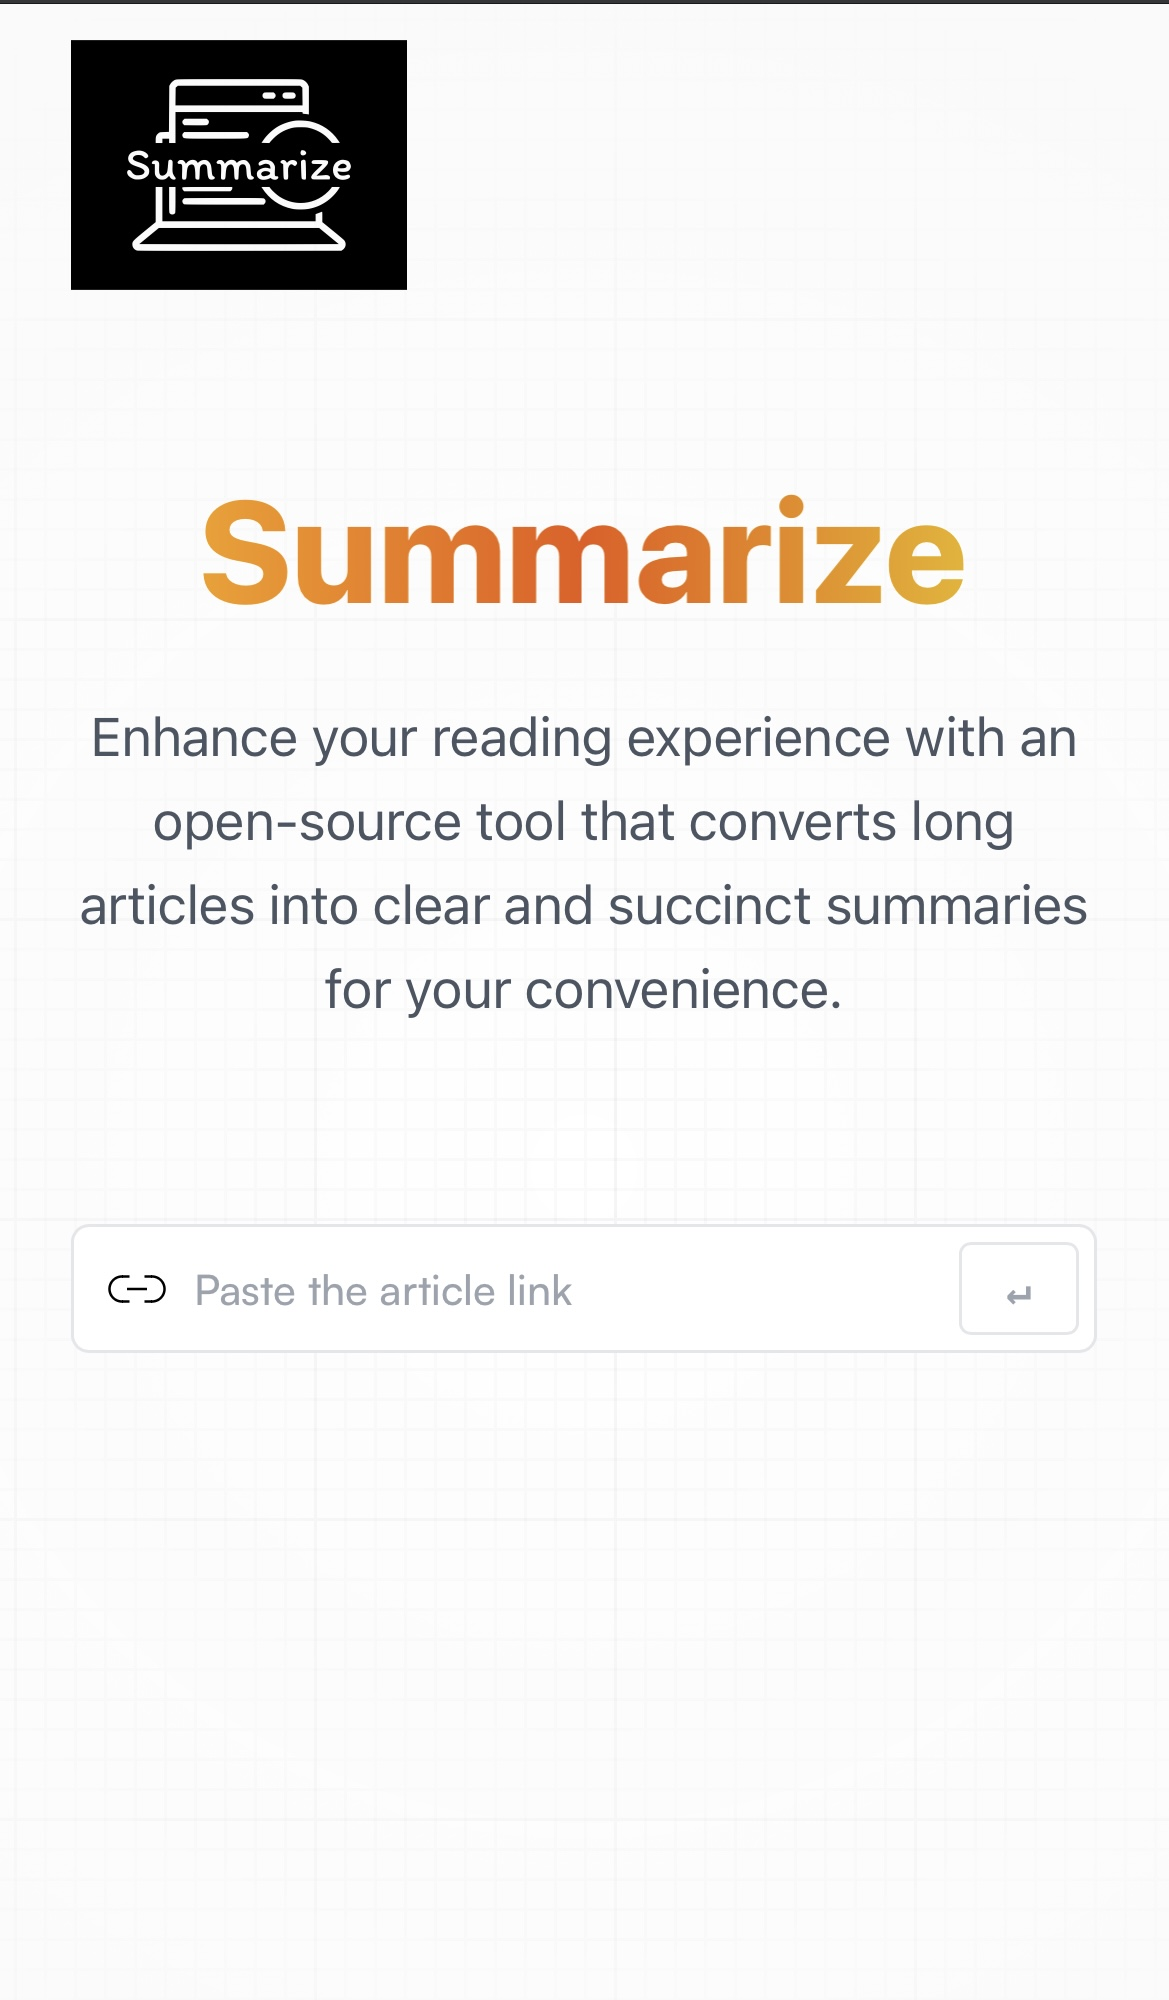 Summarize
Summarize
Enhance your reading experience with an
open-source tool that converts long
articles into clear and succinct summaries
for your convenience.
Paste the article link
↵